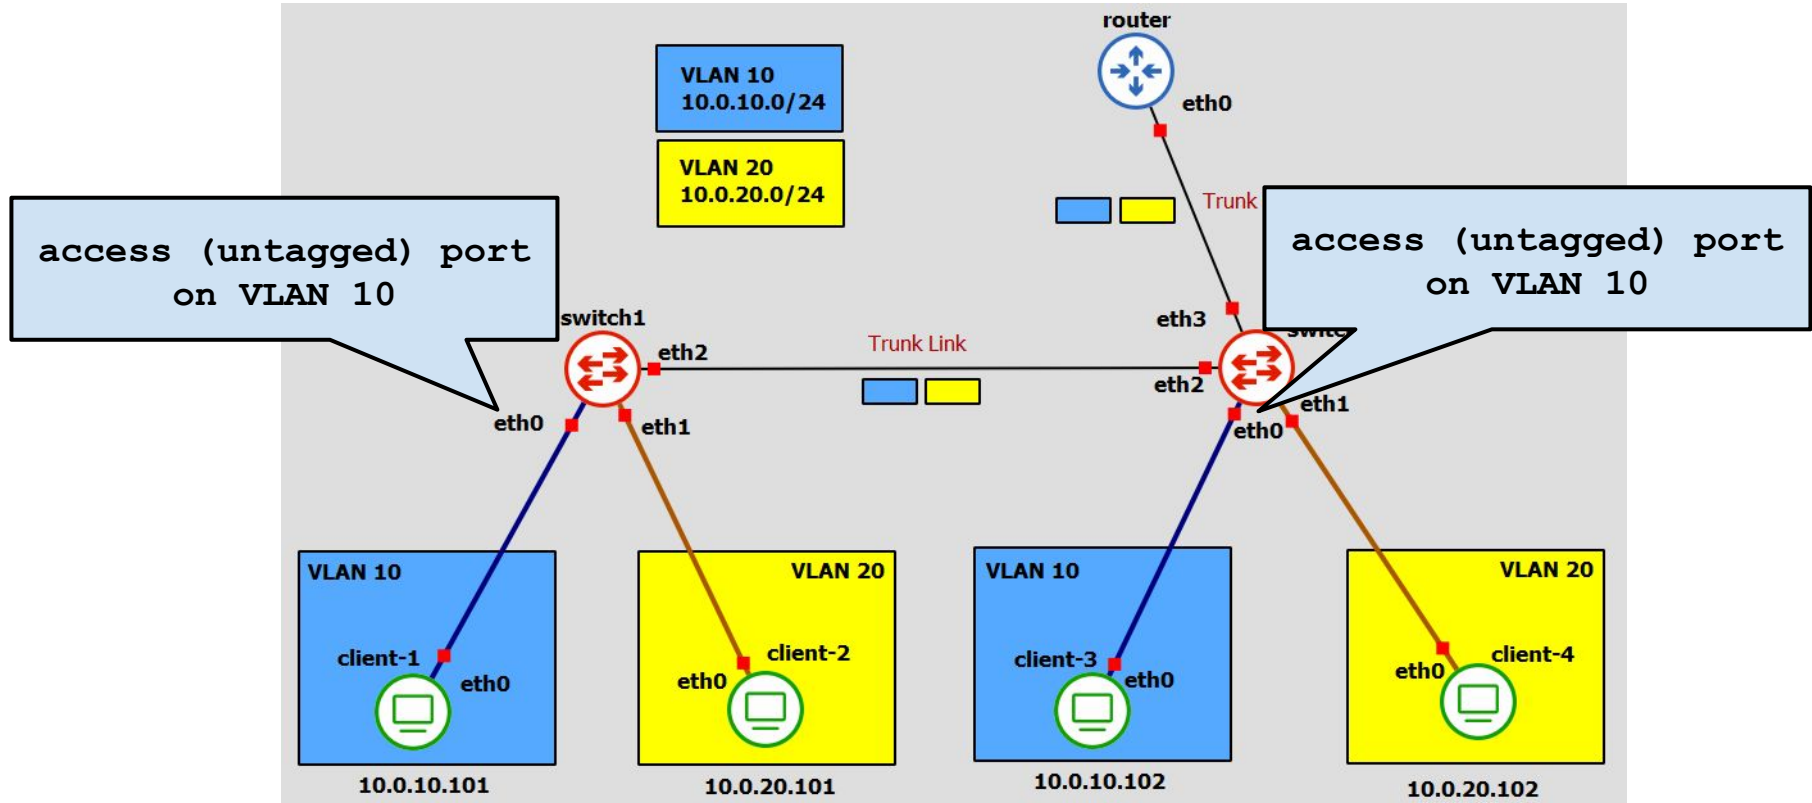 router
eth0
VLAN 10
10.0.10.0/24
VLAN 20
10.0.20.0/24
Trunk
access (untagged) port
on VLAN 10
access (untagged) port
on VLAN 10
switch1
eth2
eth0
eth1
Trunk Link
eth3
eth2
eth0
eth1
VLAN 10
client-1
eth0
10.0.10.101
VLAN 20
client-2
eth0
10.0.20.101
VLAN 10
client-3
eth0
10.0.10.102
VLAN 20
client-4
eth0
10.0.20.102